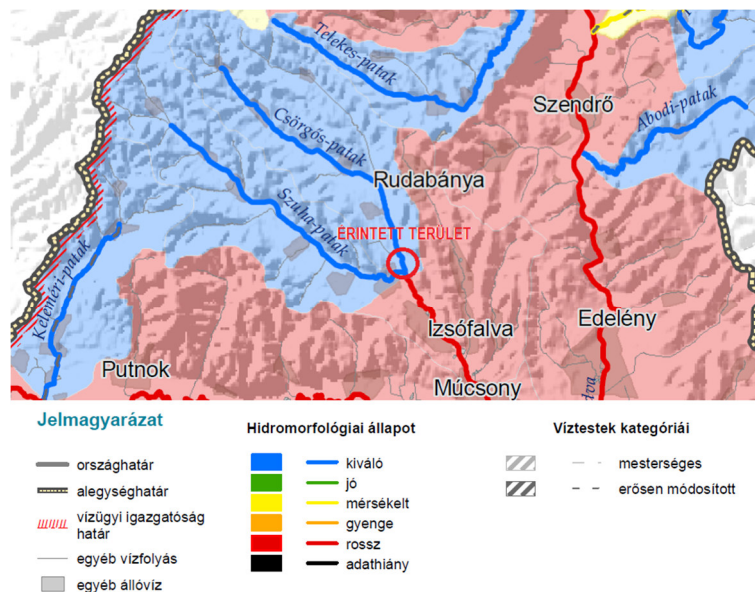 Telekes-patak
Szendrő
Abodi-patak
Csörgős-patak
Rudabánya
Szuha-patak
ÉRINTETT TERÜLET
Keleméri-patak
Izsófalva
Edelény
Putnok
Múcsony
dva
Jelmagyarázat
országhatár
alegységhatár
vízügyi igazgatóság
határ
egyéb vízfolyás
egyéb állóvíz
Hidromorfológiai állapot
kiváló
jó
mérsékelt
gyenge
rossz
adathiány
Víztestek kategóriái
mesterséges
erősen módosított